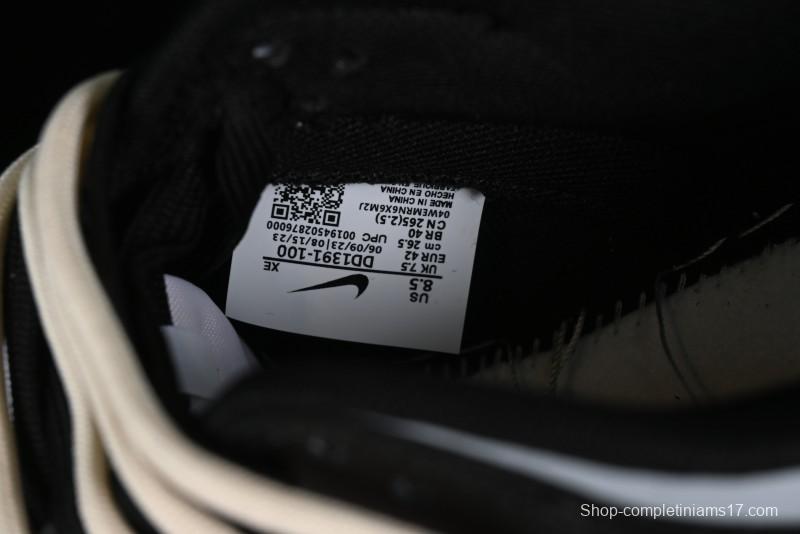 US
8.5
UK 7.5
EUR 42
cm 26.5
BR 40
CN 265(2.5)
XE
DD1391-100
06/09/23|08/15/23
UPC 00194502876000
04WEMRN6X6M2J
MADE IN CHINA
HECHO EN CHINA
FABRIQUE EN
Shop-completiniams17.com